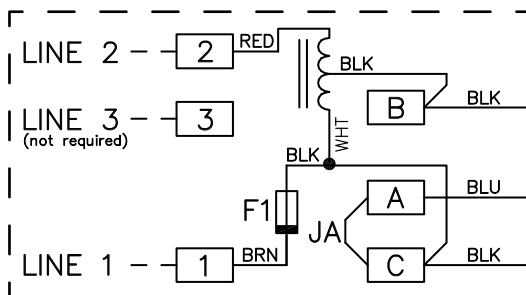 LINE 2
2
RED
BLK
B
BLK
LINE 3
(not required)
3
WHT
BLK
F1
A
BLU
JA
C
BLK
LINE 1
1
BRN